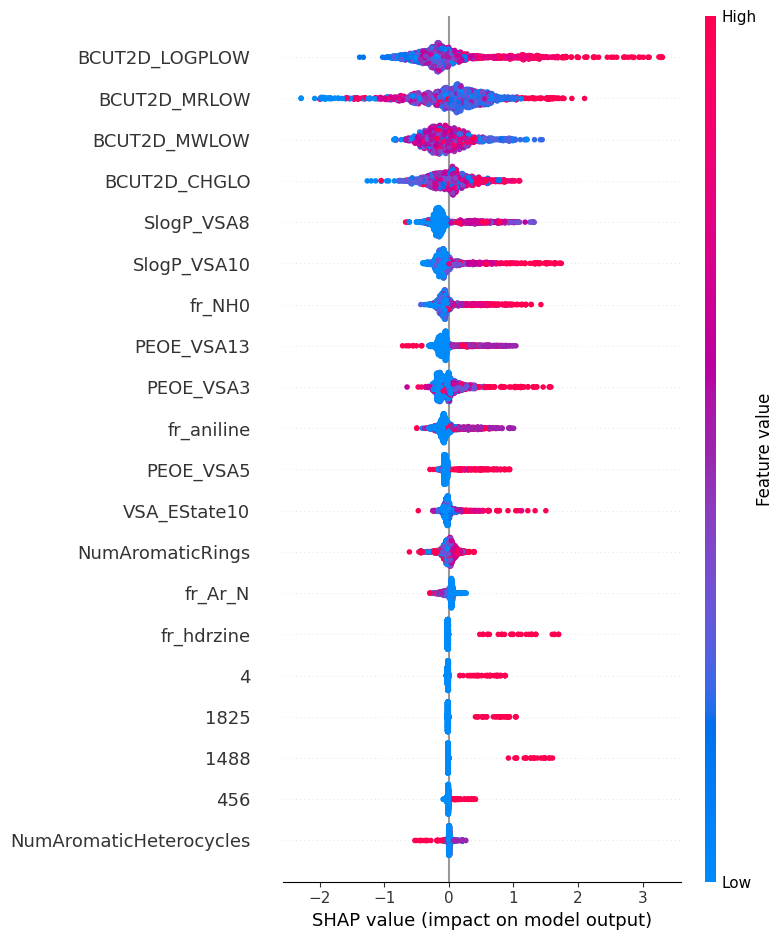 High
BCUT2D_LOGPLOW
BCUT2D_MRLOW
BCUT2D_MWLOW
BCUT2D_CHGLO
SlogP_VSA8
SlogP_VSA10
fr_NH0
PEOE_VSA13
PEOE_VSA3
fr_aniline
PEOE_VSA5
VSA_EState10
NumAromaticRings
fr_Ar_N
fr_hdrzine
4
1825
1488
456
NumAromaticHeterocycles
Feature value
Low
−2 −1 0 1 2 3
SHAP value (impact on model output)